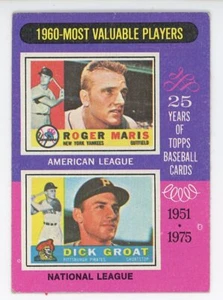 1960-MOST VALUABLE PLAYERS
ROGER MARIS
NEW YORK YANKEES OUTFIELD
AMERICAN LEAGUE
25
YEARS
OF
TOPPS
BASEBALL
CARDS
1951
•
1975
P
DICK GROAT
PITTSBURGH PIRATES SHORTSTOP
NATIONAL LEAGUE